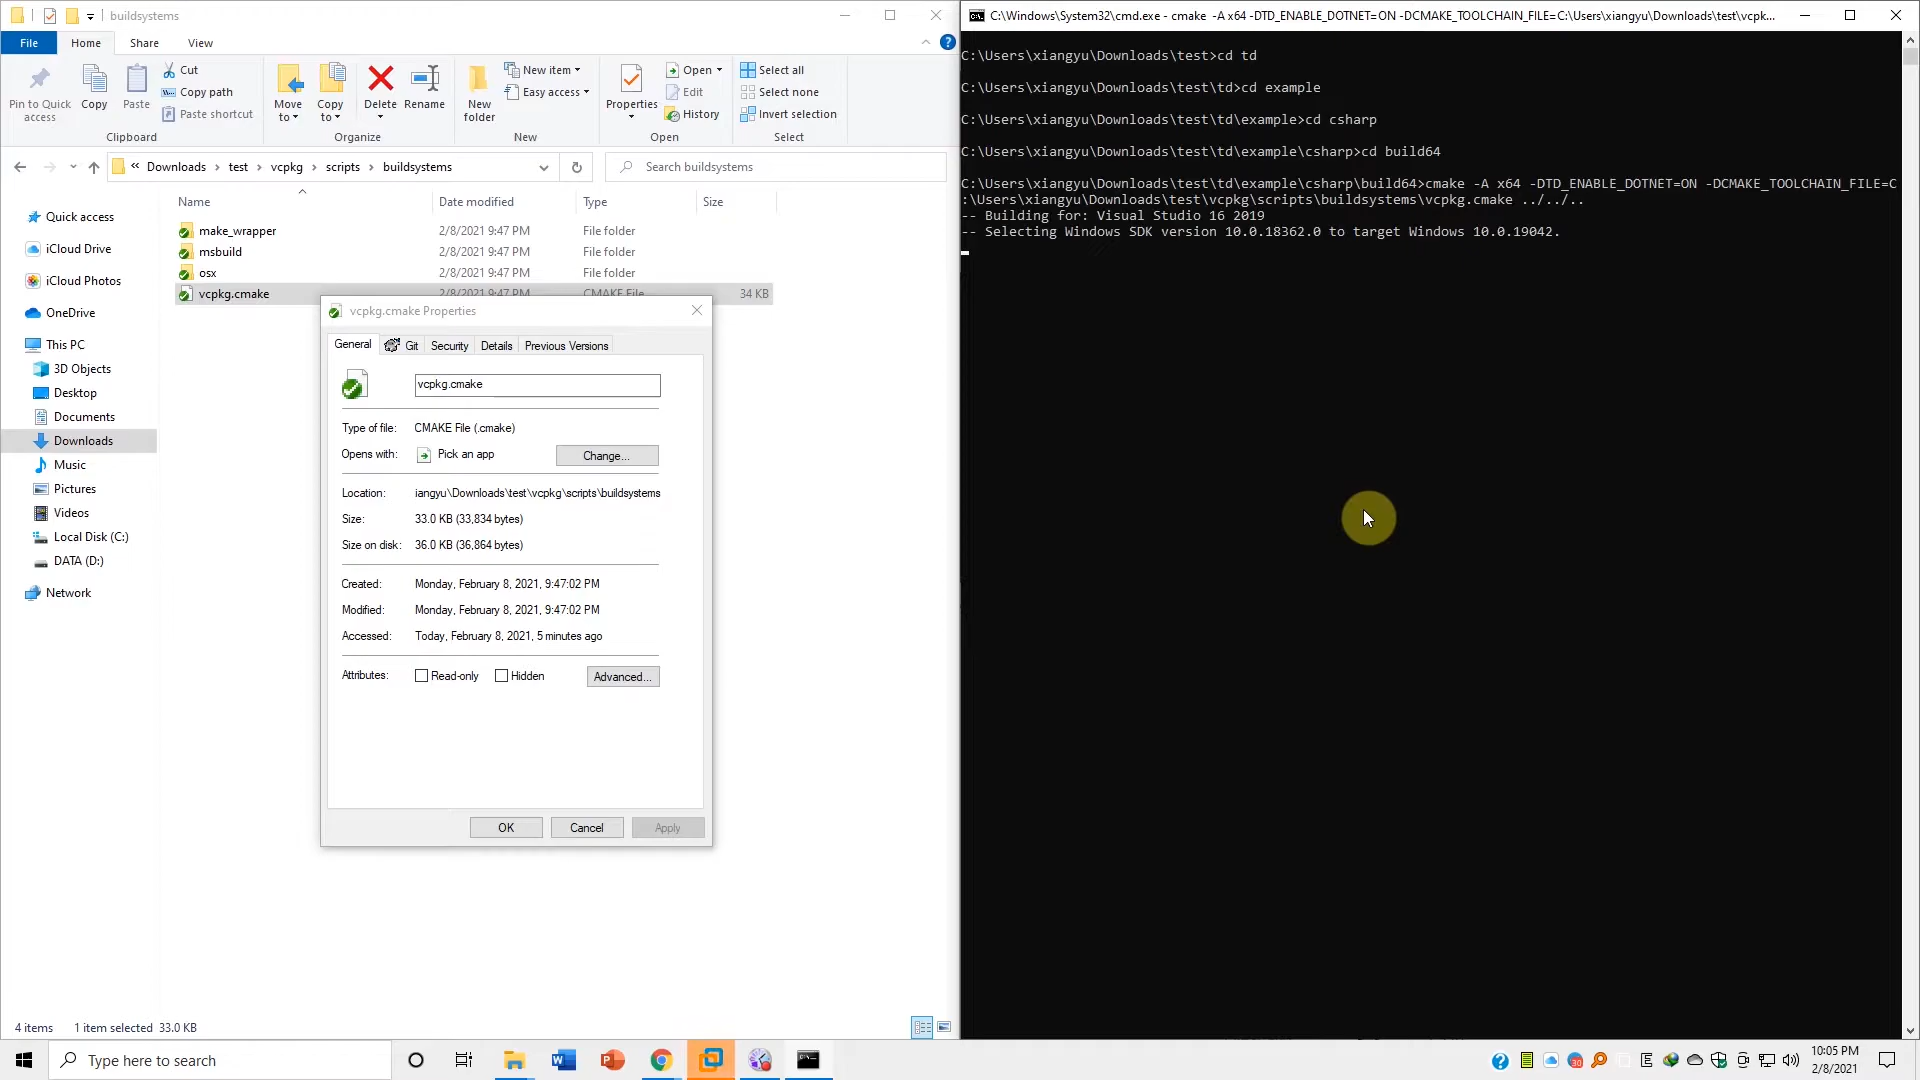 buildsystems
File
Home
Share
View
Pin to Quick access
Copy
Paste
Cut
Copy path
Paste shortcut
Clipboard
Move to
Copy to
Delete
Rename
Organize
New folder
New item
Easy access
New
Properties
Open
Edit
History
Open
Select all
Select none
Invert selection
Select
« Downloads > test > vcpkg > scripts > buildsystems
Search buildsystems
Name
Date modified
Type
Size
make_wrapper 2/8/2021 9:47 PM File folder
msbuild 2/8/2021 9:47 PM File folder
osx 2/8/2021 9:47 PM File folder
vcpkg.cmake 2/8/2021 9:47 PM CMAKE File 34 KB
Quick access
iCloud Drive
iCloud Photos
OneDrive
This PC
3D Objects
Desktop
Documents
Downloads
Music
Pictures
Videos
Local Disk (C:)
DATA (D:)
Network
vcpkg.cmake Properties
General
Git
Security
Details
Previous Versions
vcpkg.cmake
Type of file: CMAKE File (.cmake)
Opens with: Pick an app
Change...
Location: iangyu\Downloads\test\vcpkg\scripts\buildsystems
Size: 33.0 KB (33,834 bytes)
Size on disk: 36.0 KB (36,864 bytes)
Created: Monday, February 8, 2021, 9:47:02 PM
Modified: Monday, February 8, 2021, 9:47:02 PM
Accessed: Today, February 8, 2021, 5 minutes ago
Attributes: Read-only Hidden Advanced...
OK
Cancel
Apply
4 items 1 item selected 33.0 KB
C:\Windows\System32\cmd.exe - cmake -A x64 -DTD_ENABLE_DOTNET=ON -DCMAKE_TOOLCHAIN_FILE=C:\Users\xiangyu\Downloads\test\vcpk...
C:\Users\xiangyu\Downloads\test>cd td
C:\Users\xiangyu\Downloads\test\td>cd example
C:\Users\xiangyu\Downloads\test\td\example>cd csharp
C:\Users\xiangyu\Downloads\test\td\example\csharp>cd build64
C:\Users\xiangyu\Downloads\test\td\example\csharp\build64>cmake -A x64 -DTD_ENABLE_DOTNET=ON -DCMAKE_TOOLCHAIN_FILE=C
:\Users\xiangyu\Downloads\test\vcpkg\scripts\buildsystems\vcpkg.cmake ../../..
-- Building for: Visual Studio 16 2019
-- Selecting Windows SDK version 10.0.18362.0 to target Windows 10.0.19042.
Type here to search
10:05 PM
2/8/2021